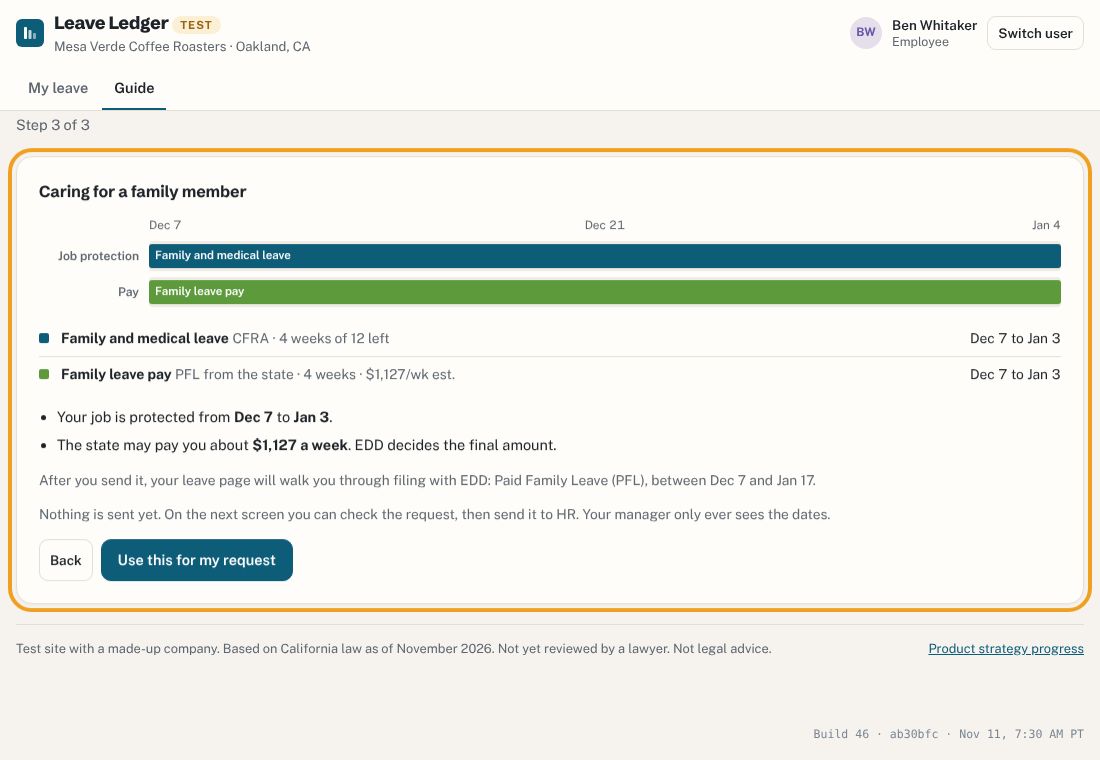 Leave Ledger TEST
Mesa Verde Coffee Roasters · Oakland, CA
BW
Ben Whitaker
Employee
Switch user
My leave
Guide
Step 3 of 3
Caring for a family member
Dec 7
Dec 21
Jan 4
Job protection
Family and medical leave
Pay
Family leave pay
Family and medical leave CFRA · 4 weeks of 12 left
Dec 7 to Jan 3
Family leave pay PFL from the state · 4 weeks · $1,127/wk est.
Dec 7 to Jan 3
• Your job is protected from Dec 7 to Jan 3.
• The state may pay you about $1,127 a week. EDD decides the final amount.
After you send it, your leave page will walk you through filing with EDD: Paid Family Leave (PFL), between Dec 7 and Jan 17.
Nothing is sent yet. On the next screen you can check the request, then send it to HR. Your manager only ever sees the dates.
Back
Use this for my request
Test site with a made-up company. Based on California law as of November 2026. Not yet reviewed by a lawyer. Not legal advice.
Product strategy progress
Build 46 · ab30bfc · Nov 11, 7:30 AM PT